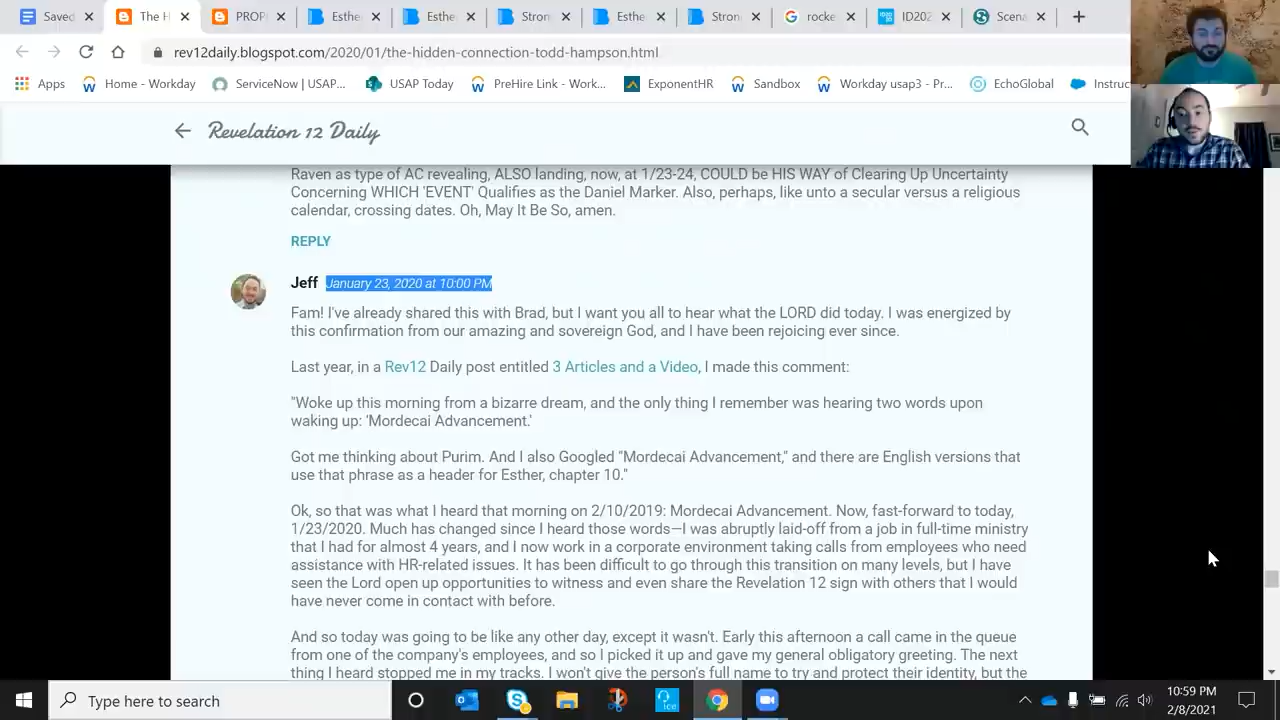 Saved
The H
PROP
Esthe
Esthe
Stron
Esthe
Stron
rocke
ID202
Scena
rev12daily.blogspot.com/2020/01/the-hidden-connection-todd-hampson.html
Apps
Home - Workday
ServiceNow | USAP...
USAP Today
PreHire Link - Work...
ExponentHR
Sandbox
Workday usap3 - Pr...
EchoGlobal
Instruc
Revelation 12 Daily
Raven as type of AC revealing, ALSO landing, now, at 1/23-24, COULD be HIS WAY of Clearing Up Uncertainty
Concerning WHICH 'EVENT' Qualifies as the Daniel Marker. Also, perhaps, like unto a secular versus a religious
calendar, crossing dates. Oh, May It Be So, amen.
REPLY
Jeff January 23, 2020 at 10:00 PM
Fam! I've already shared this with Brad, but I want you all to hear what the LORD did today. I was energized by
this confirmation from our amazing and sovereign God, and I have been rejoicing ever since.
Last year, in a Rev12 Daily post entitled 3 Articles and a Video, I made this comment:
"Woke up this morning from a bizarre dream, and the only thing I remember was hearing two words upon
waking up: 'Mordecai Advancement.'
Got me thinking about Purim. And I also Googled "Mordecai Advancement," and there are English versions that
use that phrase as a header for Esther, chapter 10."
Ok, so that was what I heard that morning on 2/10/2019: Mordecai Advancement. Now, fast-forward to today,
1/23/2020. Much has changed since I heard those words—I was abruptly laid-off from a job in full-time ministry
that I had for almost 4 years, and I now work in a corporate environment taking calls from employees who need
assistance with HR-related issues. It has been difficult to go through this transition on many levels, but I have
seen the Lord open up opportunities to witness and even share the Revelation 12 sign with others that I would
have never come in contact with before.
And so today was going to be like any other day, except it wasn't. Early this afternoon a call came in the queue
from one of the company's employees, and so I picked it up and gave my general obligatory greeting. The next
thing I heard stopped me in my tracks. I won't give the person's full name to try and protect their identity, but the
Type here to search
10:59 PM
2/8/2021